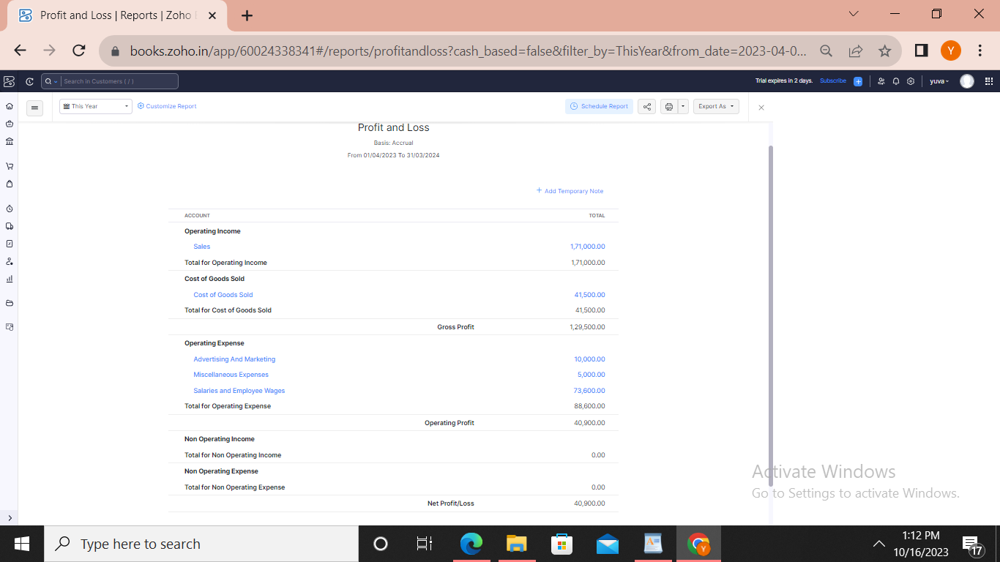 Profit and Loss | Reports | Zoho
books.zoho.in/app/60024338341#/reports/profitandloss?cash_based=false&filter_by=ThisYear&from_date=2023-04-0...
Y
Search in Customers ( / )
Trial expires in 2 days. Subscribe
yuva
This Year
Customize Report
Schedule Report
Export As
Profit and Loss
Basis: Accrual
From 01/04/2023 To 31/03/2024
+ Add Temporary Note
ACCOUNT TOTAL
Operating Income
Sales 1,71,000.00
Total for Operating Income 1,71,000.00
Cost of Goods Sold
Cost of Goods Sold 41,500.00
Total for Cost of Goods Sold 41,500.00
Gross Profit 1,29,500.00
Operating Expense
Advertising And Marketing 10,000.00
Miscellaneous Expenses 5,000.00
Salaries and Employee Wages 73,600.00
Total for Operating Expense 88,600.00
Operating Profit 40,900.00
Non Operating Income
Total for Non Operating Income 0.00
Non Operating Expense
Total for Non Operating Expense 0.00
Net Profit/Loss 40,900.00
Activate Windows
Go to Settings to activate Windows.
Type here to search
Y
1:12 PM
10/16/2023
17